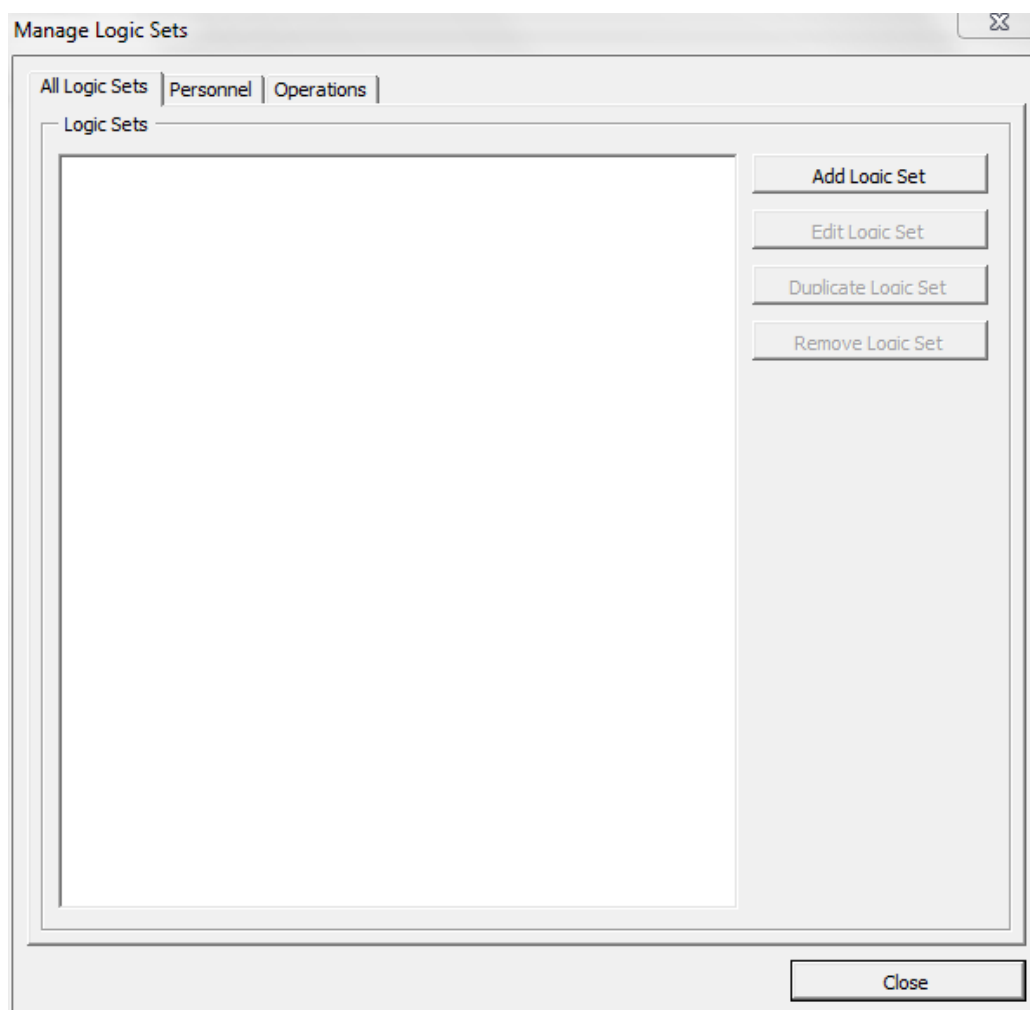 Manage Logic Sets
All Logic Sets Personnel Operations
Logic Sets
Add Logic Set
Edit Logic Set
Duplicate Logic Set
Remove Logic Set
Close